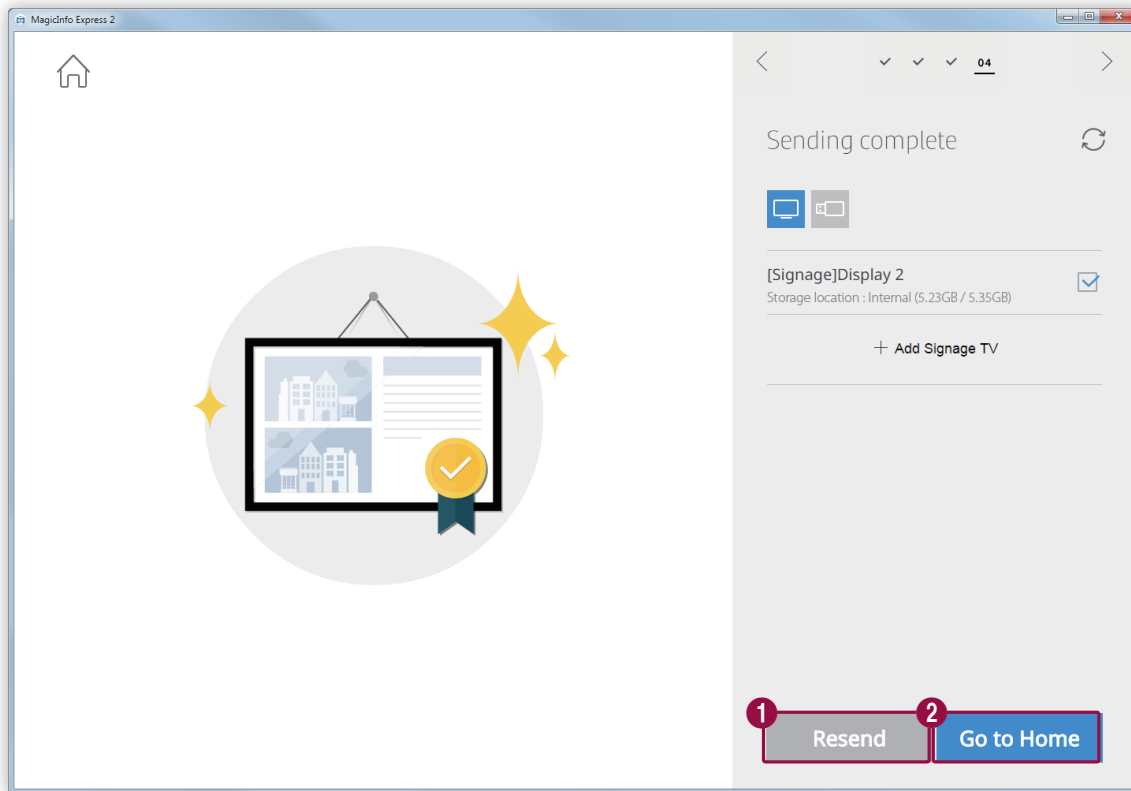 MagicInfo Express 2
04
Sending complete
[Signage]Display 2
Storage location : Internal (5.23GB / 5.35GB)
+ Add Signage TV
1
Resend
2
Go to Home